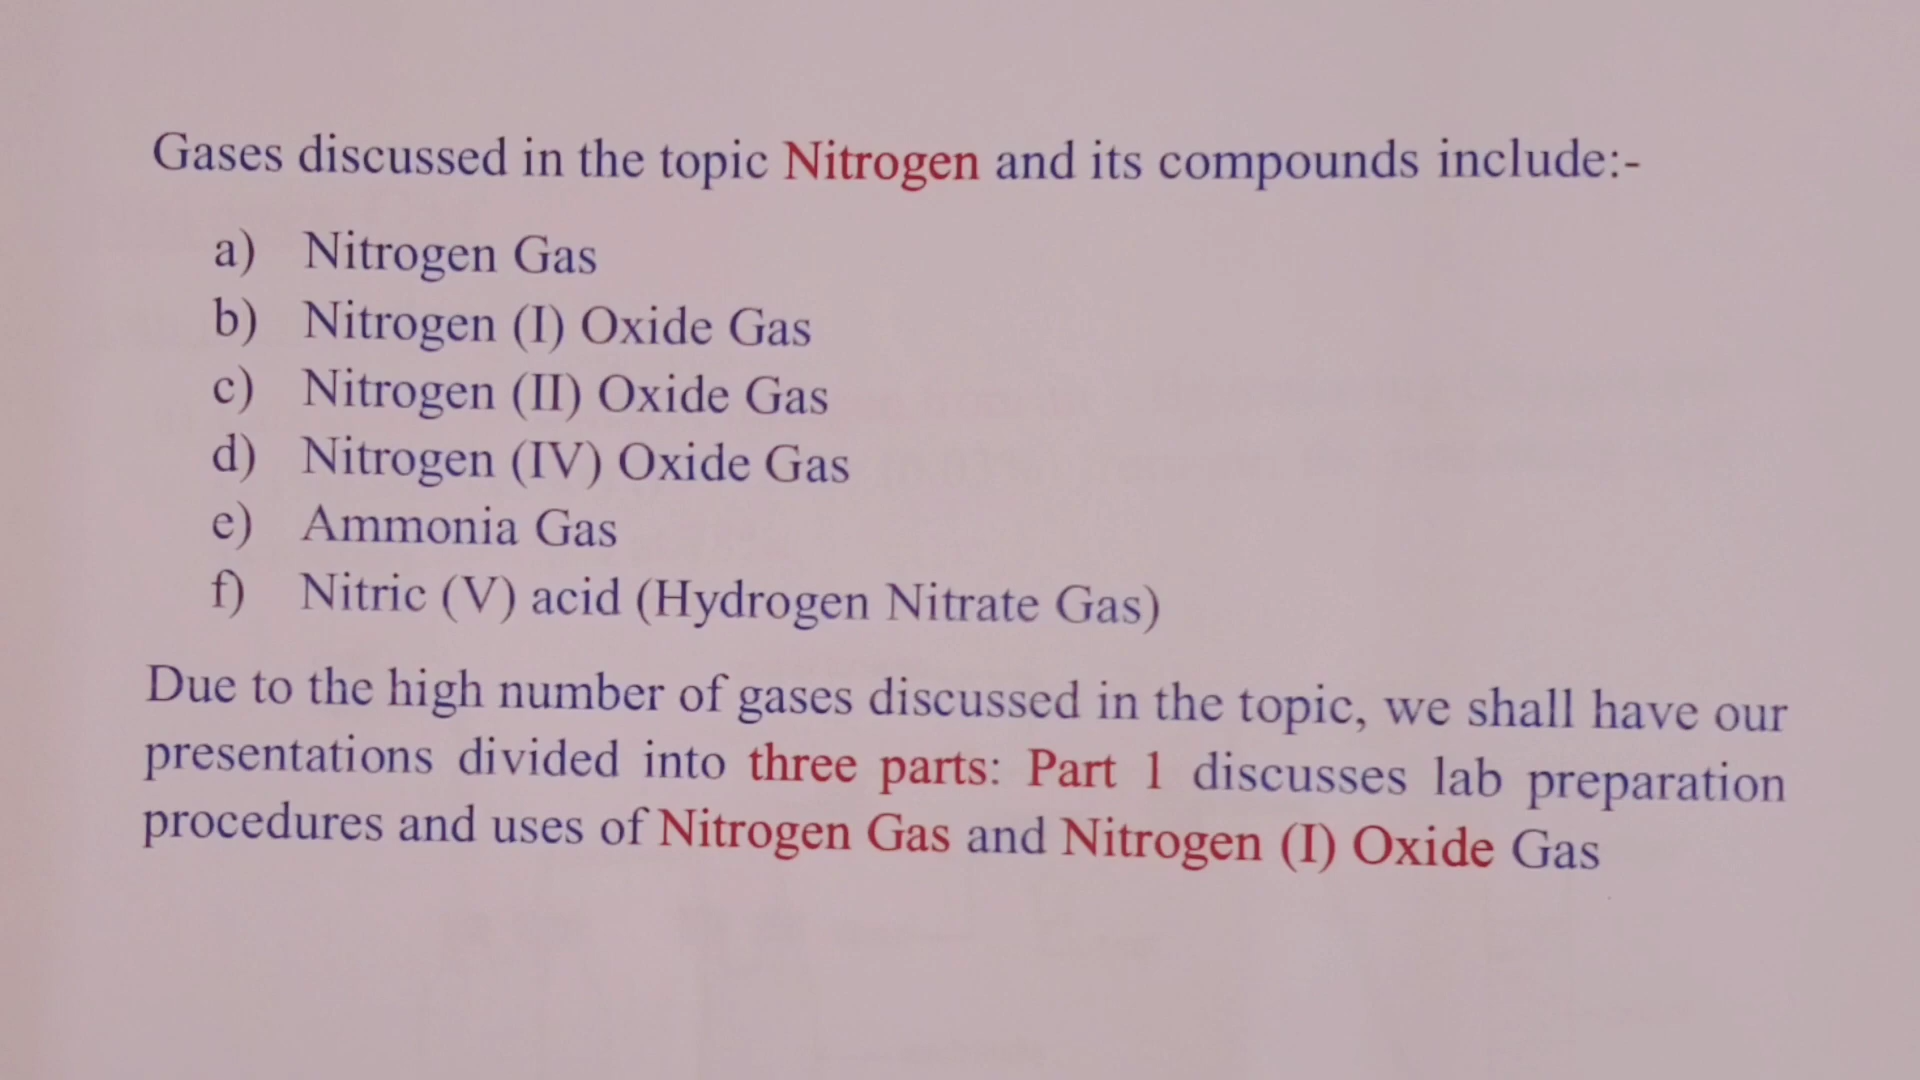 Gases discussed in the topic Nitrogen and its compounds include:-
a) Nitrogen Gas
b) Nitrogen (I) Oxide Gas
c) Nitrogen (II) Oxide Gas
d) Nitrogen (IV) Oxide Gas
e) Ammonia Gas
f) Nitric (V) acid (Hydrogen Nitrate Gas)
Due to the high number of gases discussed in the topic, we shall have our
presentations divided into three parts: Part 1 discusses lab preparation
procedures and uses of Nitrogen Gas and Nitrogen (I) Oxide Gas